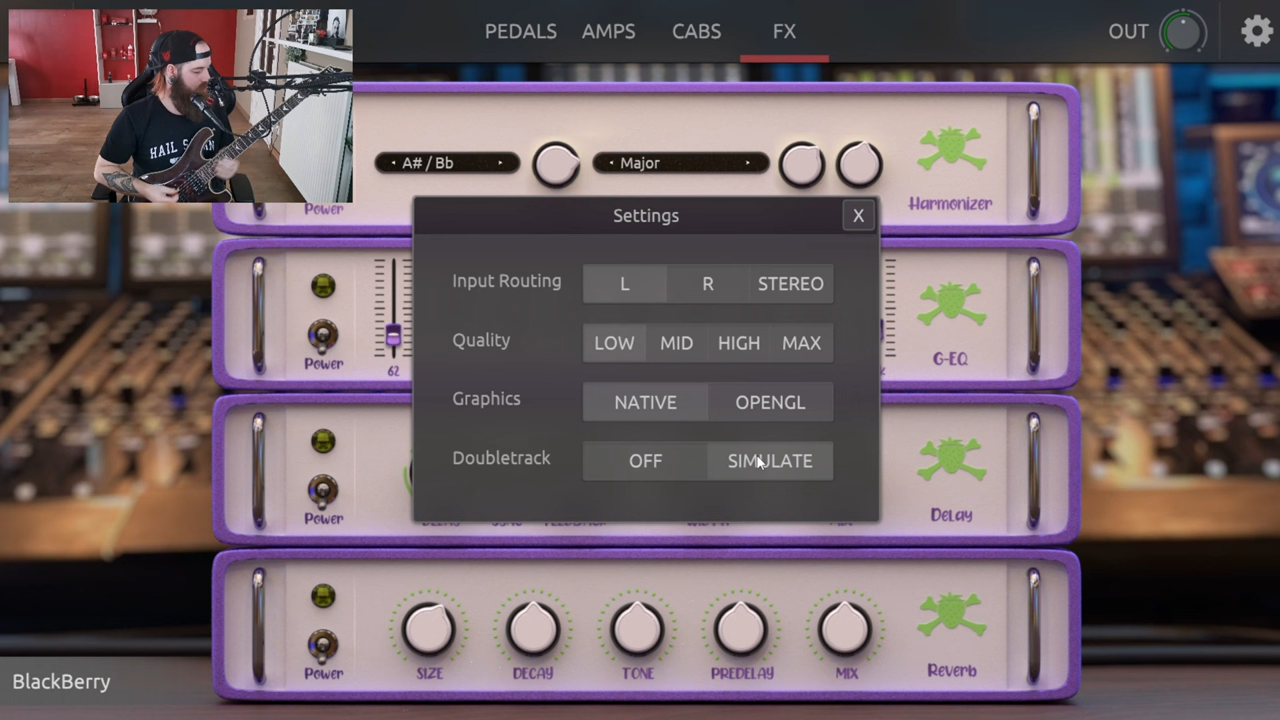 PEDALS AMPS CABS FX OUT
HAIL
A# / Bb Major
Power Harmonizer
Settings X
Input Routing L R STEREO
Quality LOW MID HIGH MAX
Power 62 G-EQ
Graphics NATIVE OPENGL
Doubletrack OFF SIMULATE
Power Delay
SIZE DECAY TONE PREDELAY MIX
Power Reverb
BlackBerry